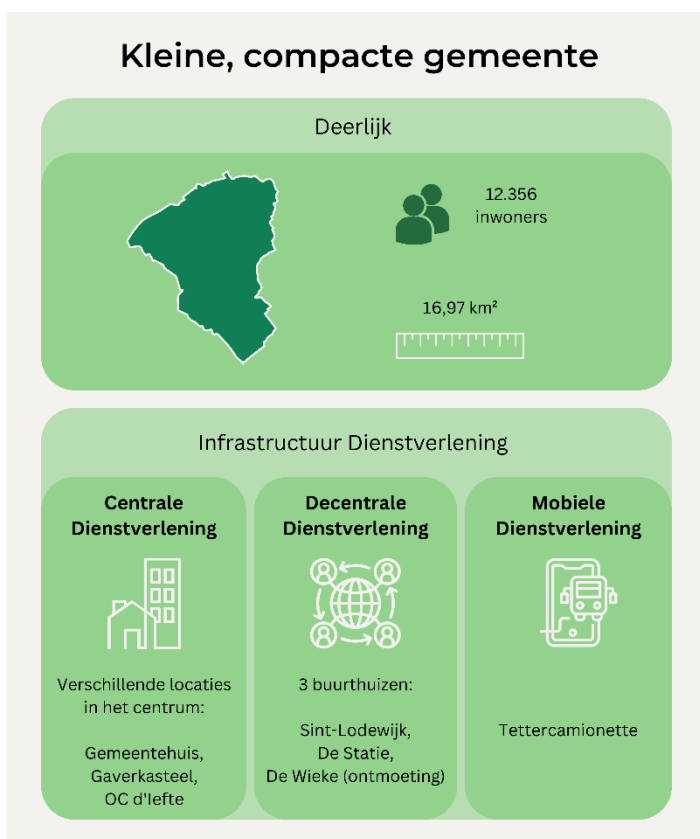 Kleine, compacte gemeente
Deerlijk
12.356
inwoners
16,97 km²
Infrastructuur Dienstverlening
Centrale
Dienstverlening
Verschillende locaties
in het centrum:
Gemeentehuis,
Gaverkasteel,
OC d'Iefte
Decentrale
Dienstverlening
3 buurthuizen:
Sint-Lodewijk,
De Statie,
De Wieke (ontmoeting)
Mobiele
Dienstverlening
Tettercamionette